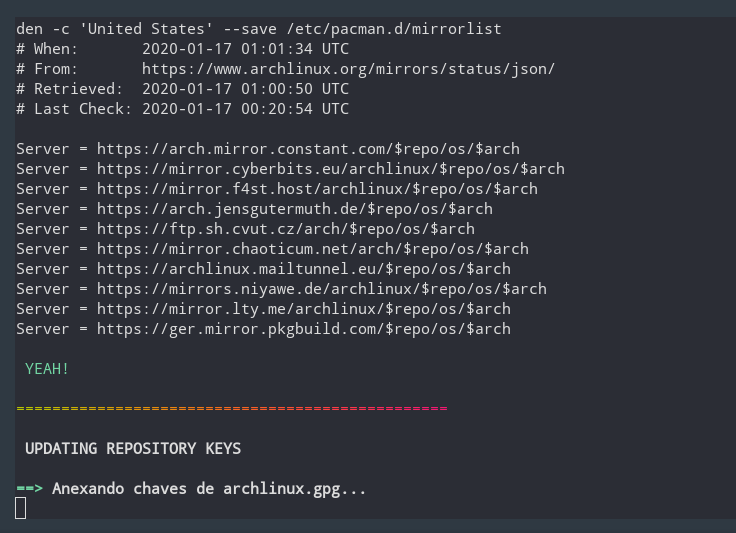 den -c 'United States' --save /etc/pacman.d/mirrorlist
# When:       2020-01-17 01:01:34 UTC
# From:       https://www.archlinux.org/mirrors/status/json/
# Retrieved:  2020-01-17 01:00:50 UTC
# Last Check: 2020-01-17 00:20:54 UTC
Server = https://arch.mirror.constant.com/$repo/os/$arch
Server = https://mirror.cyberbits.eu/archlinux/$repo/os/$arch
Server = https://mirror.f4st.host/archlinux/$repo/os/$arch
Server = https://arch.jensgutermuth.de/$repo/os/$arch
Server = https://ftp.sh.cvut.cz/arch/$repo/os/$arch
Server = https://mirror.chaoticum.net/arch/$repo/os/$arch
Server = https://archlinux.mailtunnel.eu/$repo/os/$arch
Server = https://mirrors.niyawe.de/archlinux/$repo/os/$arch
Server = https://mirror.lty.me/archlinux/$repo/os/$arch
Server = https://ger.mirror.pkgbuild.com/$repo/os/$arch
YEAH!
================================================
UPDATING REPOSITORY KEYS
==> Anexando chaves de archlinux.gpg...